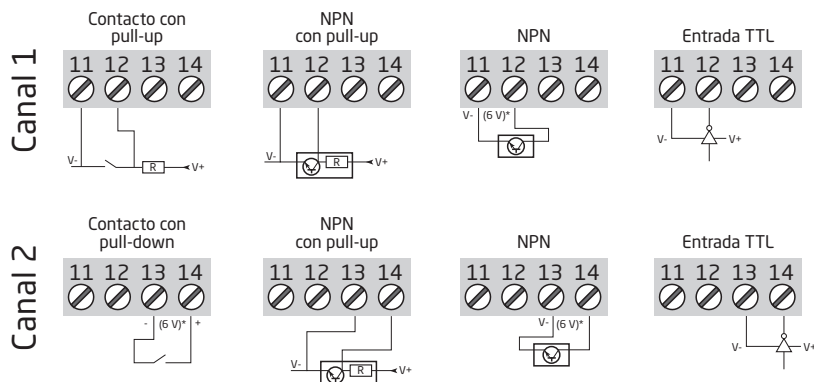 Canal 1
Contacto con
pull-up
11 12 13 14
V-
R
V+
NPN
con pull-up
11 12 13 14
V-
R
V+
NPN
11 12 13 14
V- (6 V)*
Entrada TTL
11 12 13 14
V-
V+
Canal 2
Contacto con
pull-down
11 12 13 14
- (6 V)* +
NPN
con pull-up
11 12 13 14
V-
R
V+
NPN
11 12 13 14
V- (6 V)*
Entrada TTL
11 12 13 14
V-
V+